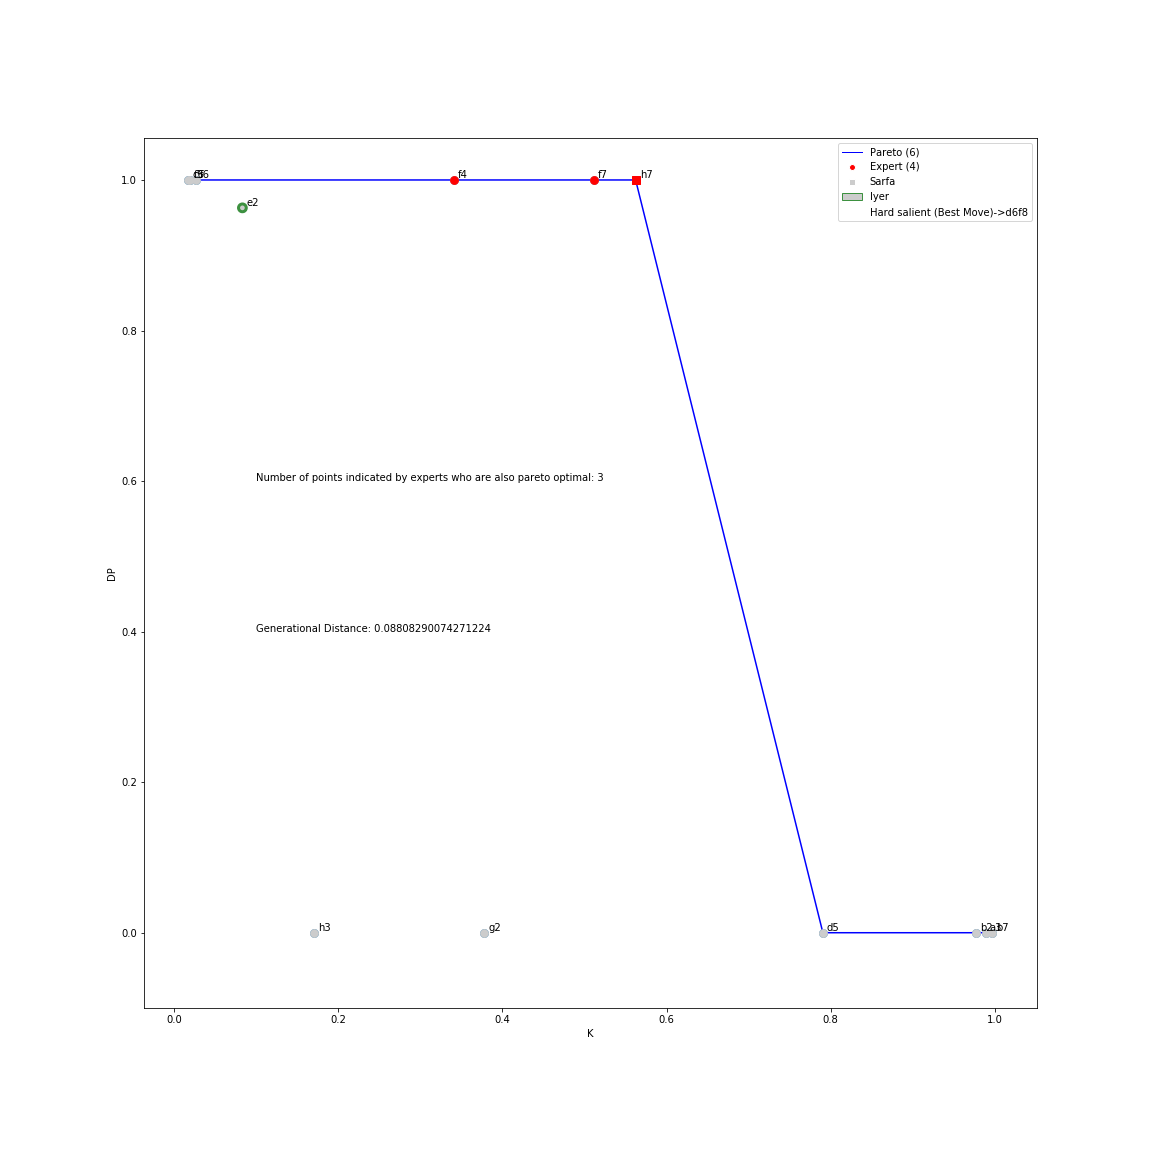 Pareto (6)
Expert (4)
Sarfa
Iyer
Hard salient (Best Move)->d6f8
1.0
f4
f7
h7
e2
0.8
Number of points indicated by experts who are also pareto optimal: 3
0.6
DP
Generational Distance: 0.08808290074271224
0.4
0.2
0.0
h3
g2
d5
b2
b7
0.0 0.2 0.4 0.6 0.8 1.0
K